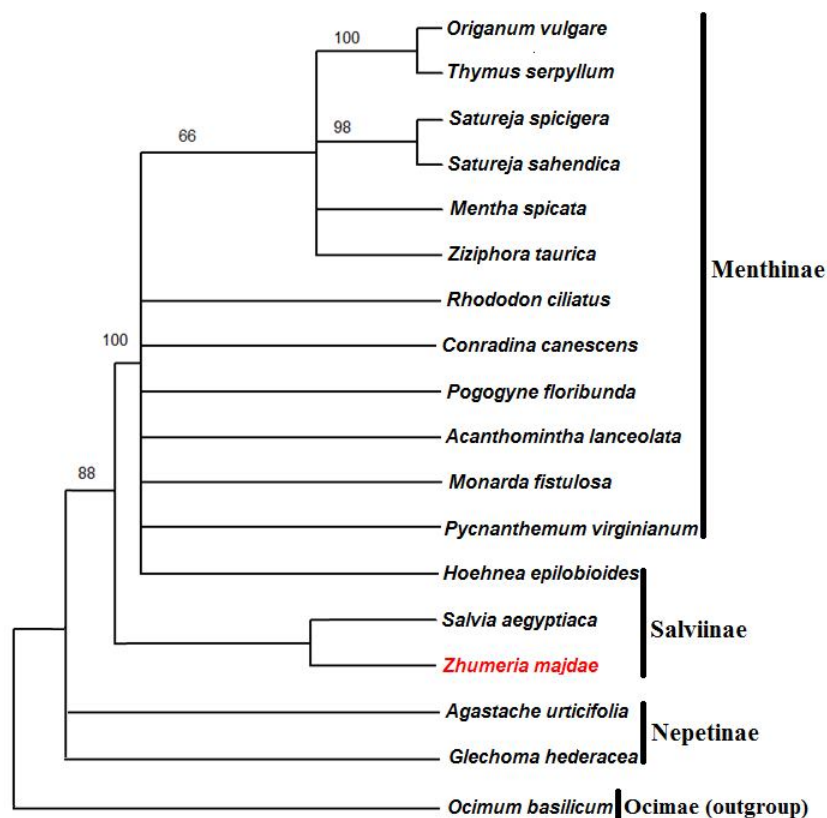 100
Origanum vulgare
Thymus serpyllum
66
98
Satureja spicigera
Satureja sahendica
Mentha spicata
Ziziphora taurica
Menthinae
Rhododon ciliatus
100
Conradina canescens
Pogogyne floribunda
Acanthomintha lanceolata
88
Monarda fistulosa
Pycnanthemum virginianum
Hoehnea epilobioides
Salvia aegyptiaca
Salviinae
Zhumeria majdae
Agastache urticifolia
Nepetinae
Glechoma hederacea
Ocimum basilicum
Ocimae (outgroup)